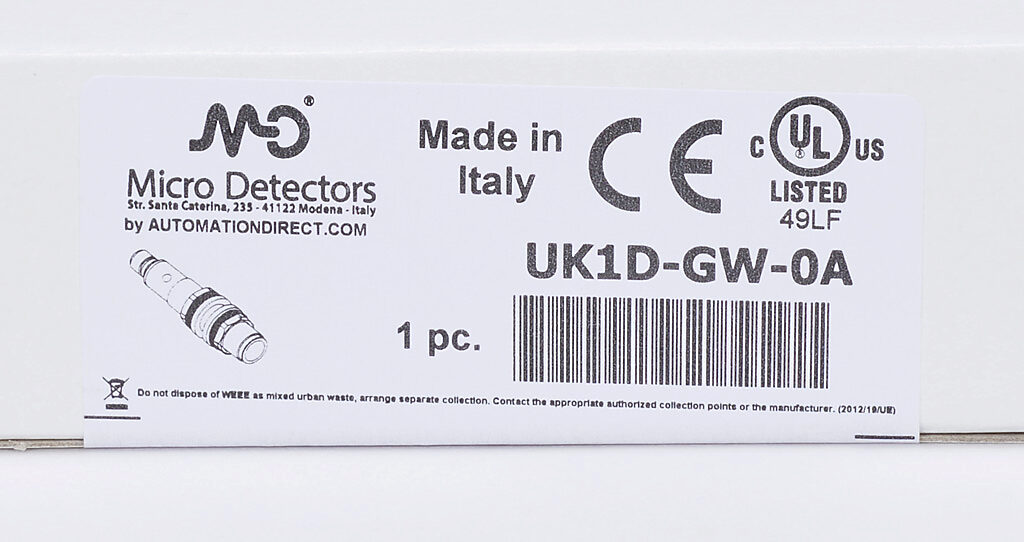 MD®
Micro Detectors
Str. Santa Caterina, 235 - 41122 Modena - Italy
by AUTOMATIONDIRECT.COM
Made in
Italy
CE
C UL US
®
LISTED
49LF
UK1D-GW-0A
1 pc.
Do not dispose of WEEE as mixed urban waste, arrange separate collection. Contact the appropriate authorized collection points or the manufacturer. (2012/19/UE)